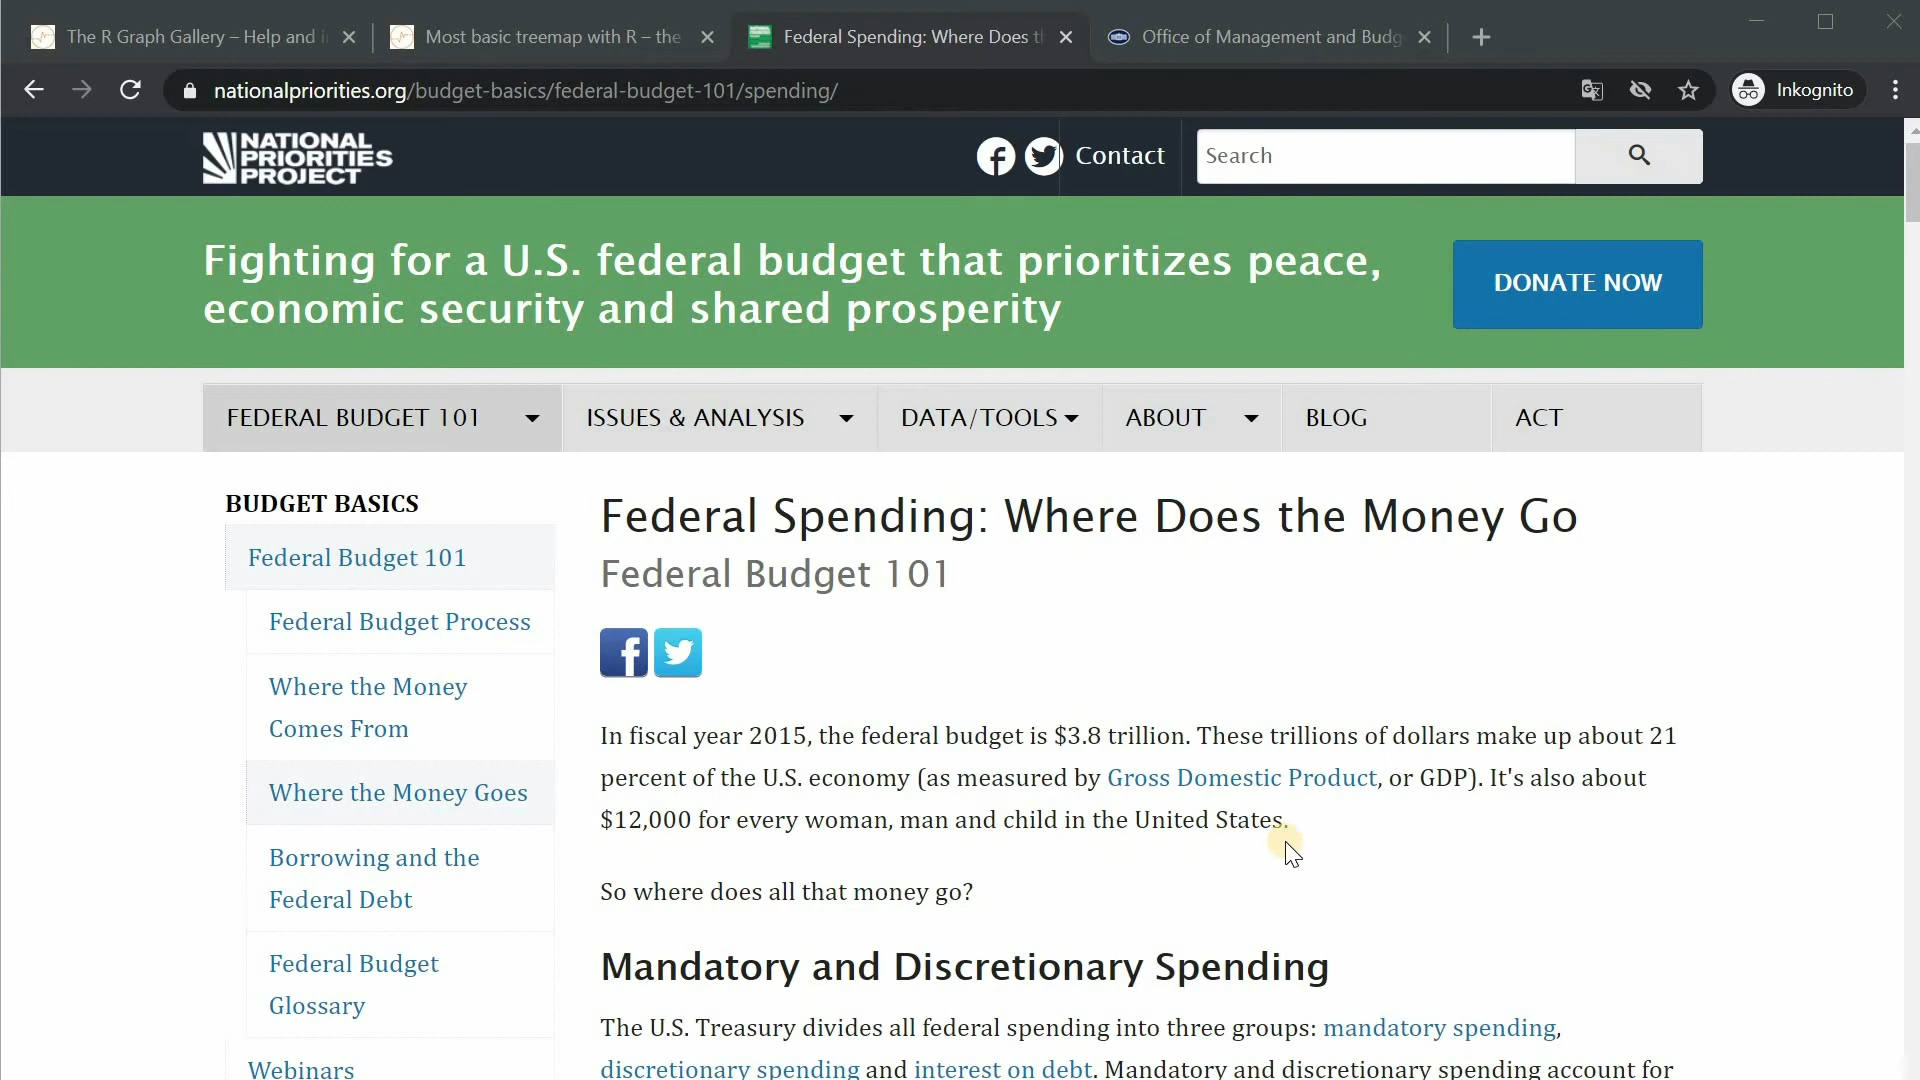 The R Graph Gallery – Help and i
Most basic treemap with R – the
Federal Spending: Where Does t
Office of Management and Budg
nationalpriorities.org/budget-basics/federal-budget-101/spending/
Inkognito
NATIONAL
PRIORITIES
PROJECT
Contact
Search
Fighting for a U.S. federal budget that prioritizes peace,
economic security and shared prosperity
DONATE NOW
FEDERAL BUDGET 101
ISSUES & ANALYSIS
DATA/TOOLS
ABOUT
BLOG
ACT
BUDGET BASICS
Federal Budget 101
Federal Budget Process
Where the Money
Comes From
Where the Money Goes
Borrowing and the
Federal Debt
Federal Budget
Glossary
Webinars
Federal Spending: Where Does the Money Go
Federal Budget 101
In fiscal year 2015, the federal budget is $3.8 trillion. These trillions of dollars make up about 21
percent of the U.S. economy (as measured by Gross Domestic Product, or GDP). It's also about
$12,000 for every woman, man and child in the United States.
So where does all that money go?
Mandatory and Discretionary Spending
The U.S. Treasury divides all federal spending into three groups: mandatory spending,
discretionary spending and interest on debt. Mandatory and discretionary spending account for